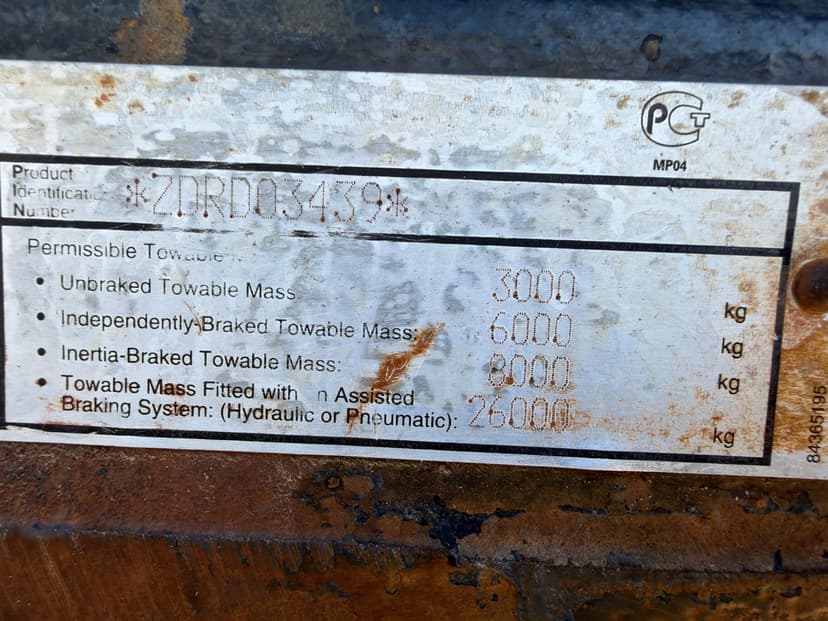 РСТ
MP04
Product
Identificatio
Number
*ZDRD03439*
Permissible Towable
• Unbraked Towable Mass 3000 kg
• Independently-Braked Towable Mass: 6000 kg
• Inertia-Braked Towable Mass: 8000 kg
• Towable Mass Fitted with n Assisted
Braking System: (Hydraulic or Pneumatic): 26000 kg
84365195